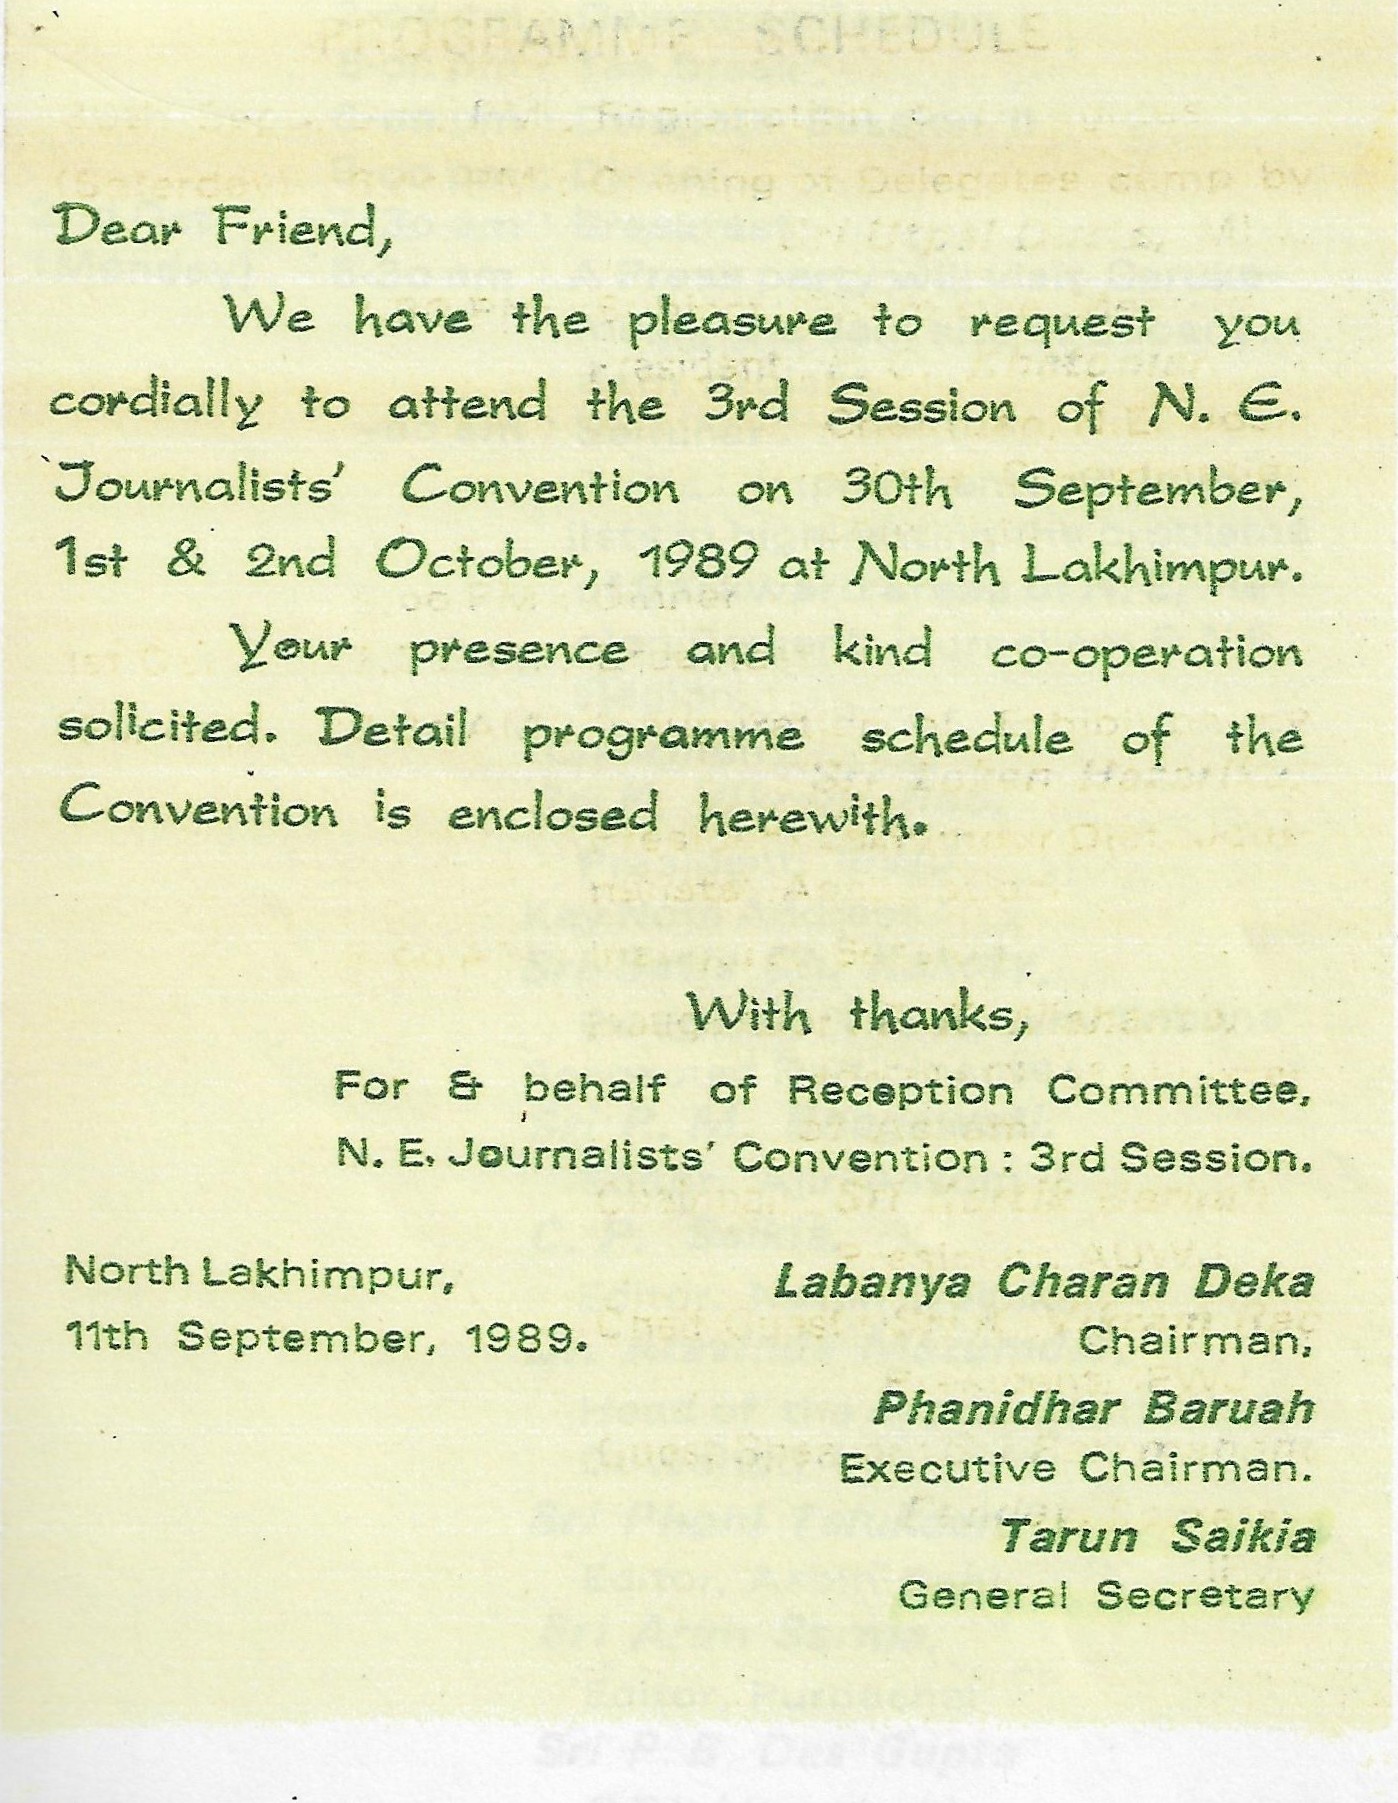 PROGRAMME SCHEDULE
Dear Friend,
We have the pleasure to request you
cordially to attend the 3rd Session of N. E.
Journalists' Convention on 30th September,
1st & 2nd October, 1989 at North Lakhimpur.
Your presence and kind co-operation
solicited. Detail programme schedule of the
Convention is enclosed herewith.
With thanks,
For & behalf of Reception Committee,
N. E. Journalists' Convention : 3rd Session.
North Lakhimpur,
11th September, 1989.
Labanya Charan Deka
Chairman,
Phanidhar Baruah
Executive Chairman.
Tarun Saikia
General Secretary